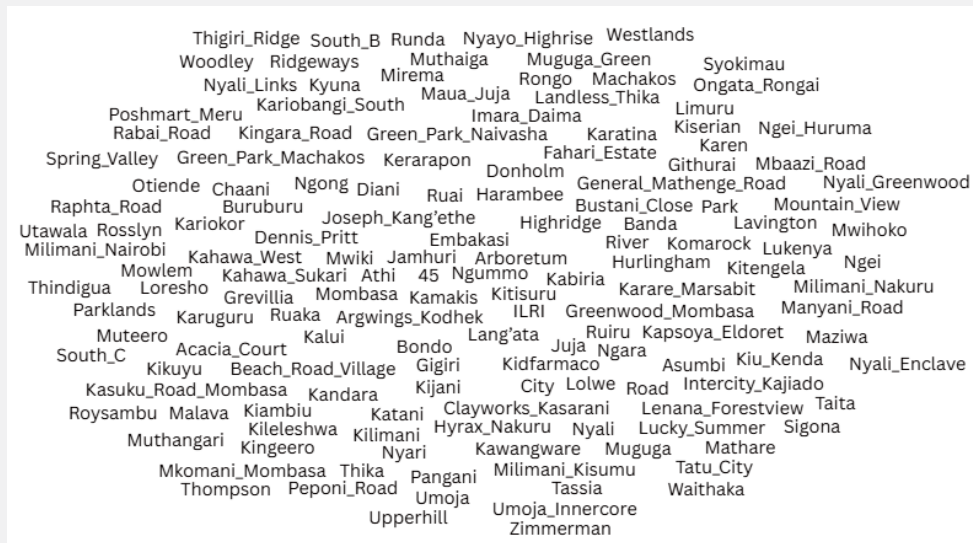 Thigiri_Ridge South_B Runda Nyayo_Highrise Westlands
Woodley Ridgeways Muthaiga Muguga_Green Syokimau
Nyali_Links Kyuna Mirema Rongo Machakos Ongata_Rongai
Poshmart_Meru Kariobangi_South Maua_Juja Landless_Thika Limuru
Rabai_Road Kingara_Road Green_Park_Naivasha Imara_Daima Karatina Kiserian Ngei_Huruma
Spring_Valley Green_Park_Machakos Kerarapon Fahari_Estate Karen
Donholm Githurai Mbaazi_Road
Otiende Chaani Ngong Diani Ruai Harambee General_Mathenge_Road Nyali_Greenwood
Raphta_Road Buruburu Bustani_Close Park Mountain_View
Utawala Rosslyn Kariokor Joseph_Kang’ethe Highridge Banda Lavington Mwihoko
Milimani_Nairobi Dennis_Pritt Embakasi River Komarock Lukenya
Kahawa_West Mwiki Jamhuri Arboretum Hurlingham Kitengela Ngei
Mowlem Kahawa_Sukari Athi 45 Ngummo Kabiria
Thindigua Loresho Grevillia Mombasa Kamakis Kitisuru Karare_Marsabit Milimani_Nakuru
Parklands Karuguru Ruaka Argwings_Kodhek ILRI Greenwood_Mombasa Manyani_Road
Muteero Kalui Lang’ata Ruiru Kapsoya_Eldoret Maziwa
South_C Acacia_Court Bondo Juja Ngara
Kikuyu Beach_Road_Village Gigiri Kidfarmaco Asumbi Kiu_Kenda Nyali_Enclave
Kasuku_Road_Mombasa Kandara Kijani City Lolwe Road Intercity_Kajiado
Roysambu Malava Kiambiu Katani Clayworks_Kasarani Lenana_Forestview Taita
Kileleshwa Kilimani Hyrax_Nakuru Nyali Lucky_Summer Sigona
Muthangari Kingeero Nyari Kawangware Muguga Mathare
Mkomani_Mombasa Thika Pangani Milimani_Kisumu Tatu_City
Thompson Peponi_Road Umoja Tassia Waithaka
Upperhill Umoja_Innercore
Zimmerman